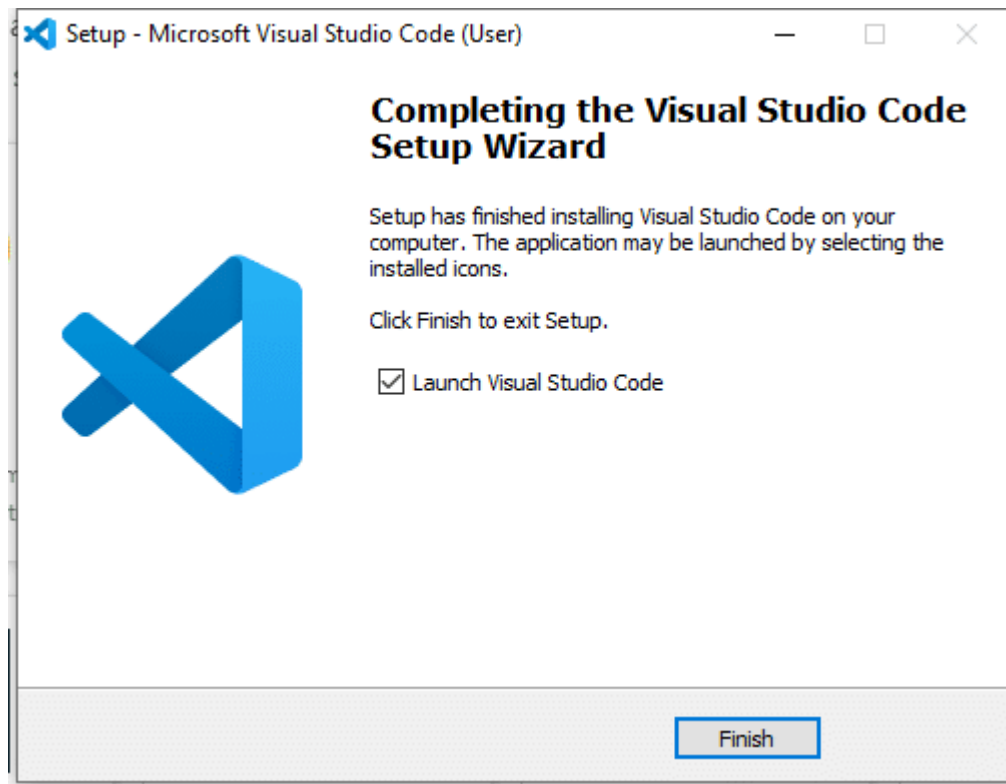 Setup - Microsoft Visual Studio Code (User)
Completing the Visual Studio Code
Setup Wizard
Setup has finished installing Visual Studio Code on your
computer. The application may be launched by selecting the
installed icons.
Click Finish to exit Setup.
Launch Visual Studio Code
Finish